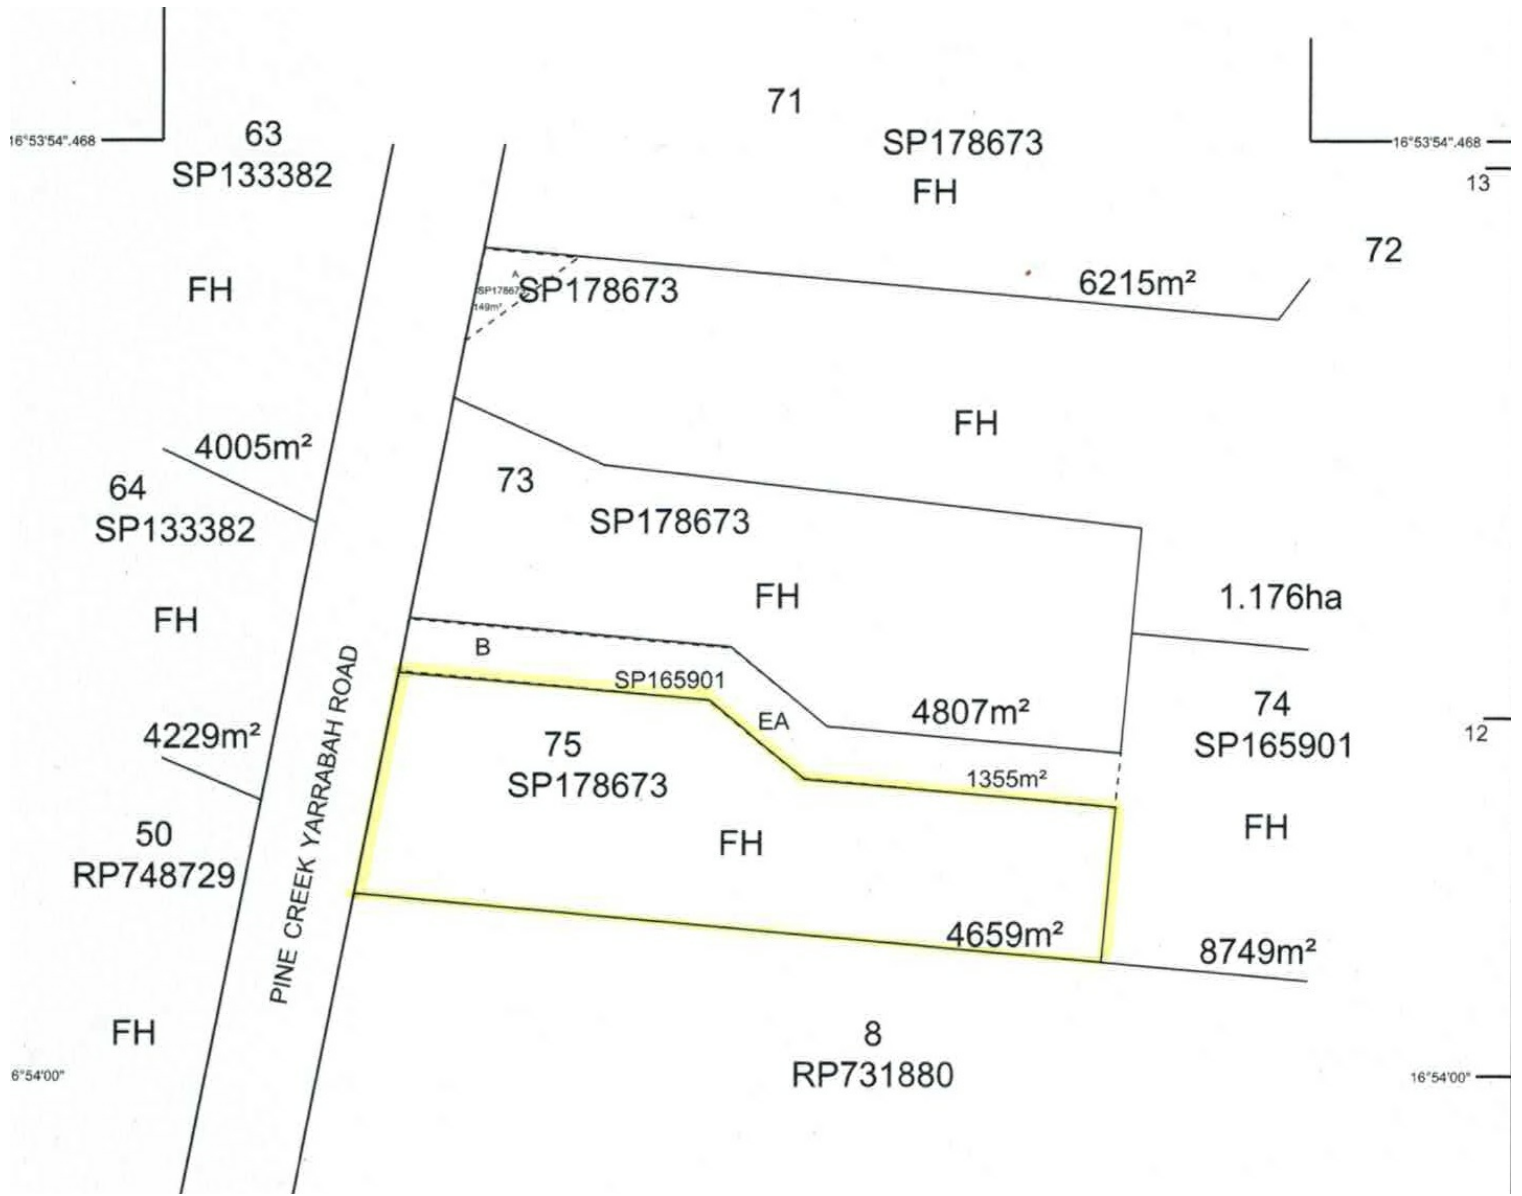 71
16°53'54".468
63
SP133382
SP178673
FH
16°53'54".468
13
72
FH
A
SP178673
149m²
SP178673
6215m²
FH
4005m²
73
64
SP133382
SP178673
FH
1.176ha
FH
B
SP165901
EA
4807m²
74
SP165901
12
4229m²
75
SP178673
1355m²
PINE CREEK YARRABAH ROAD
50
RP748729
FH
FH
4659m²
8749m²
FH
8
RP731880
6°54'00"
16°54'00"